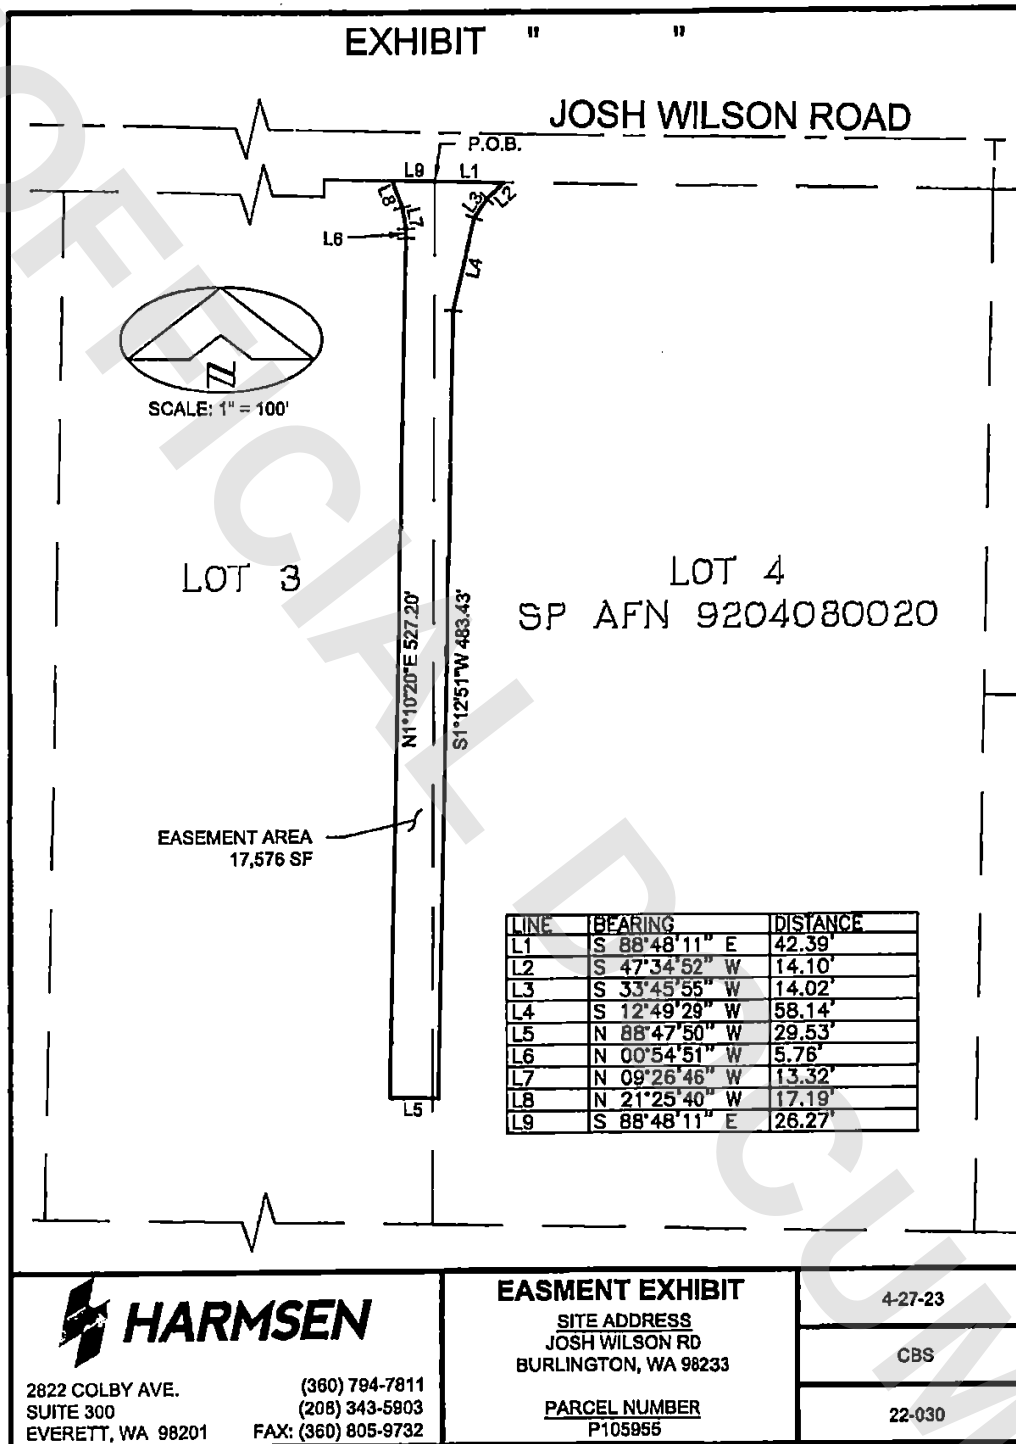 EXHIBIT " "
JOSH WILSON ROAD
P.O.B.
L9
L1
L2
L8
L3
L7
L6
L4
N
SCALE: 1" = 100'
LOT 3
LOT 4
SP AFN 9204080020
N1°10'20"E 527.20'
S1°12'51"W 483.43'
EASEMENT AREA
17,576 SF
L5
LINE BEARING DISTANCE
L1 S 88°48'11" E 42.39'
L2 S 47°34'52" W 14.10'
L3 S 33°45'55" W 14.02'
L4 S 12°49'29" W 58.14'
L5 N 88°47'50" W 29.53'
L6 N 00°54'51" W 5.76'
L7 N 09°26'46" W 13.32'
L8 N 21°25'40" W 17.19'
L9 S 88°48'11" E 26.27'
HARMSEN
2822 COLBY AVE. (360) 794-7811
SUITE 300 (206) 343-5903
EVERETT, WA 98201 FAX: (360) 805-9732
EASMENT EXHIBIT
SITE ADDRESS
JOSH WILSON RD
BURLINGTON, WA 98233
PARCEL NUMBER
P105955
4-27-23
CBS
22-030
OFFICIAL DOCUM